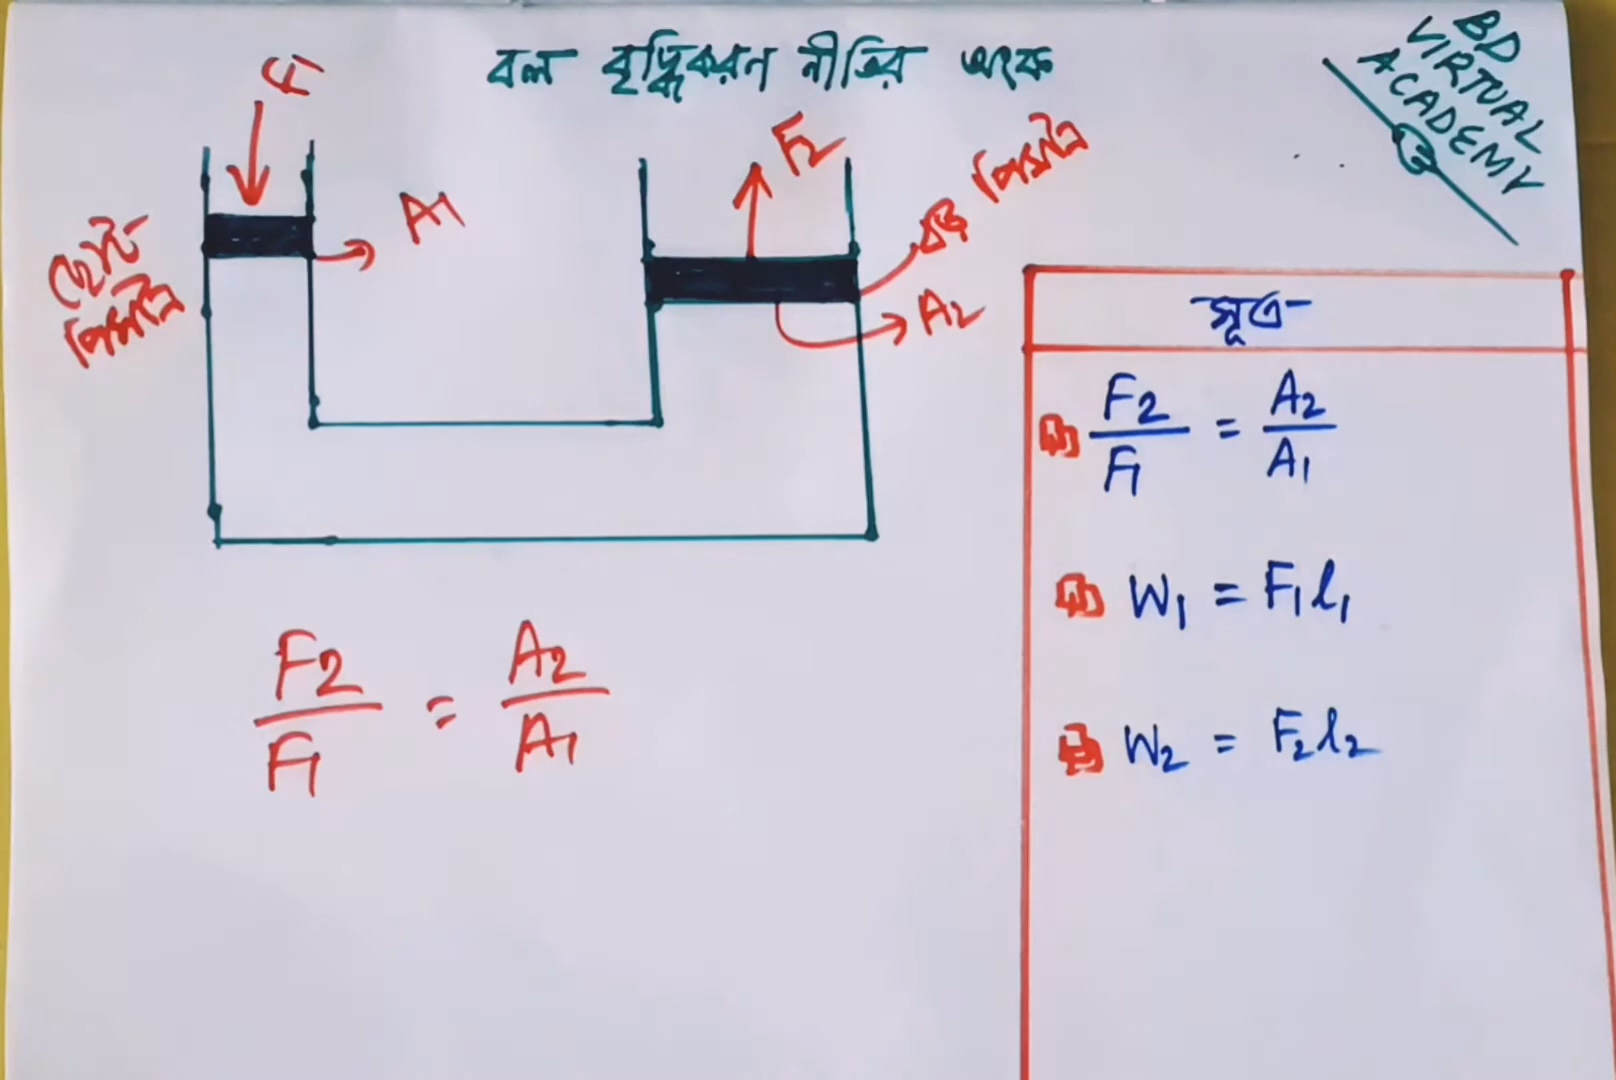 বল বৃদ্ধিকরণ নীতির অংক
BD
VIRTUAL
ACADEMY
F1
A1
ছোট
পিস্টন
F2
বড়
পিস্টন
A2
F2/F1 = A2/A1
সূত্র
F2/F1 = A2/A1
W1 = F1l1
W2 = F2l2